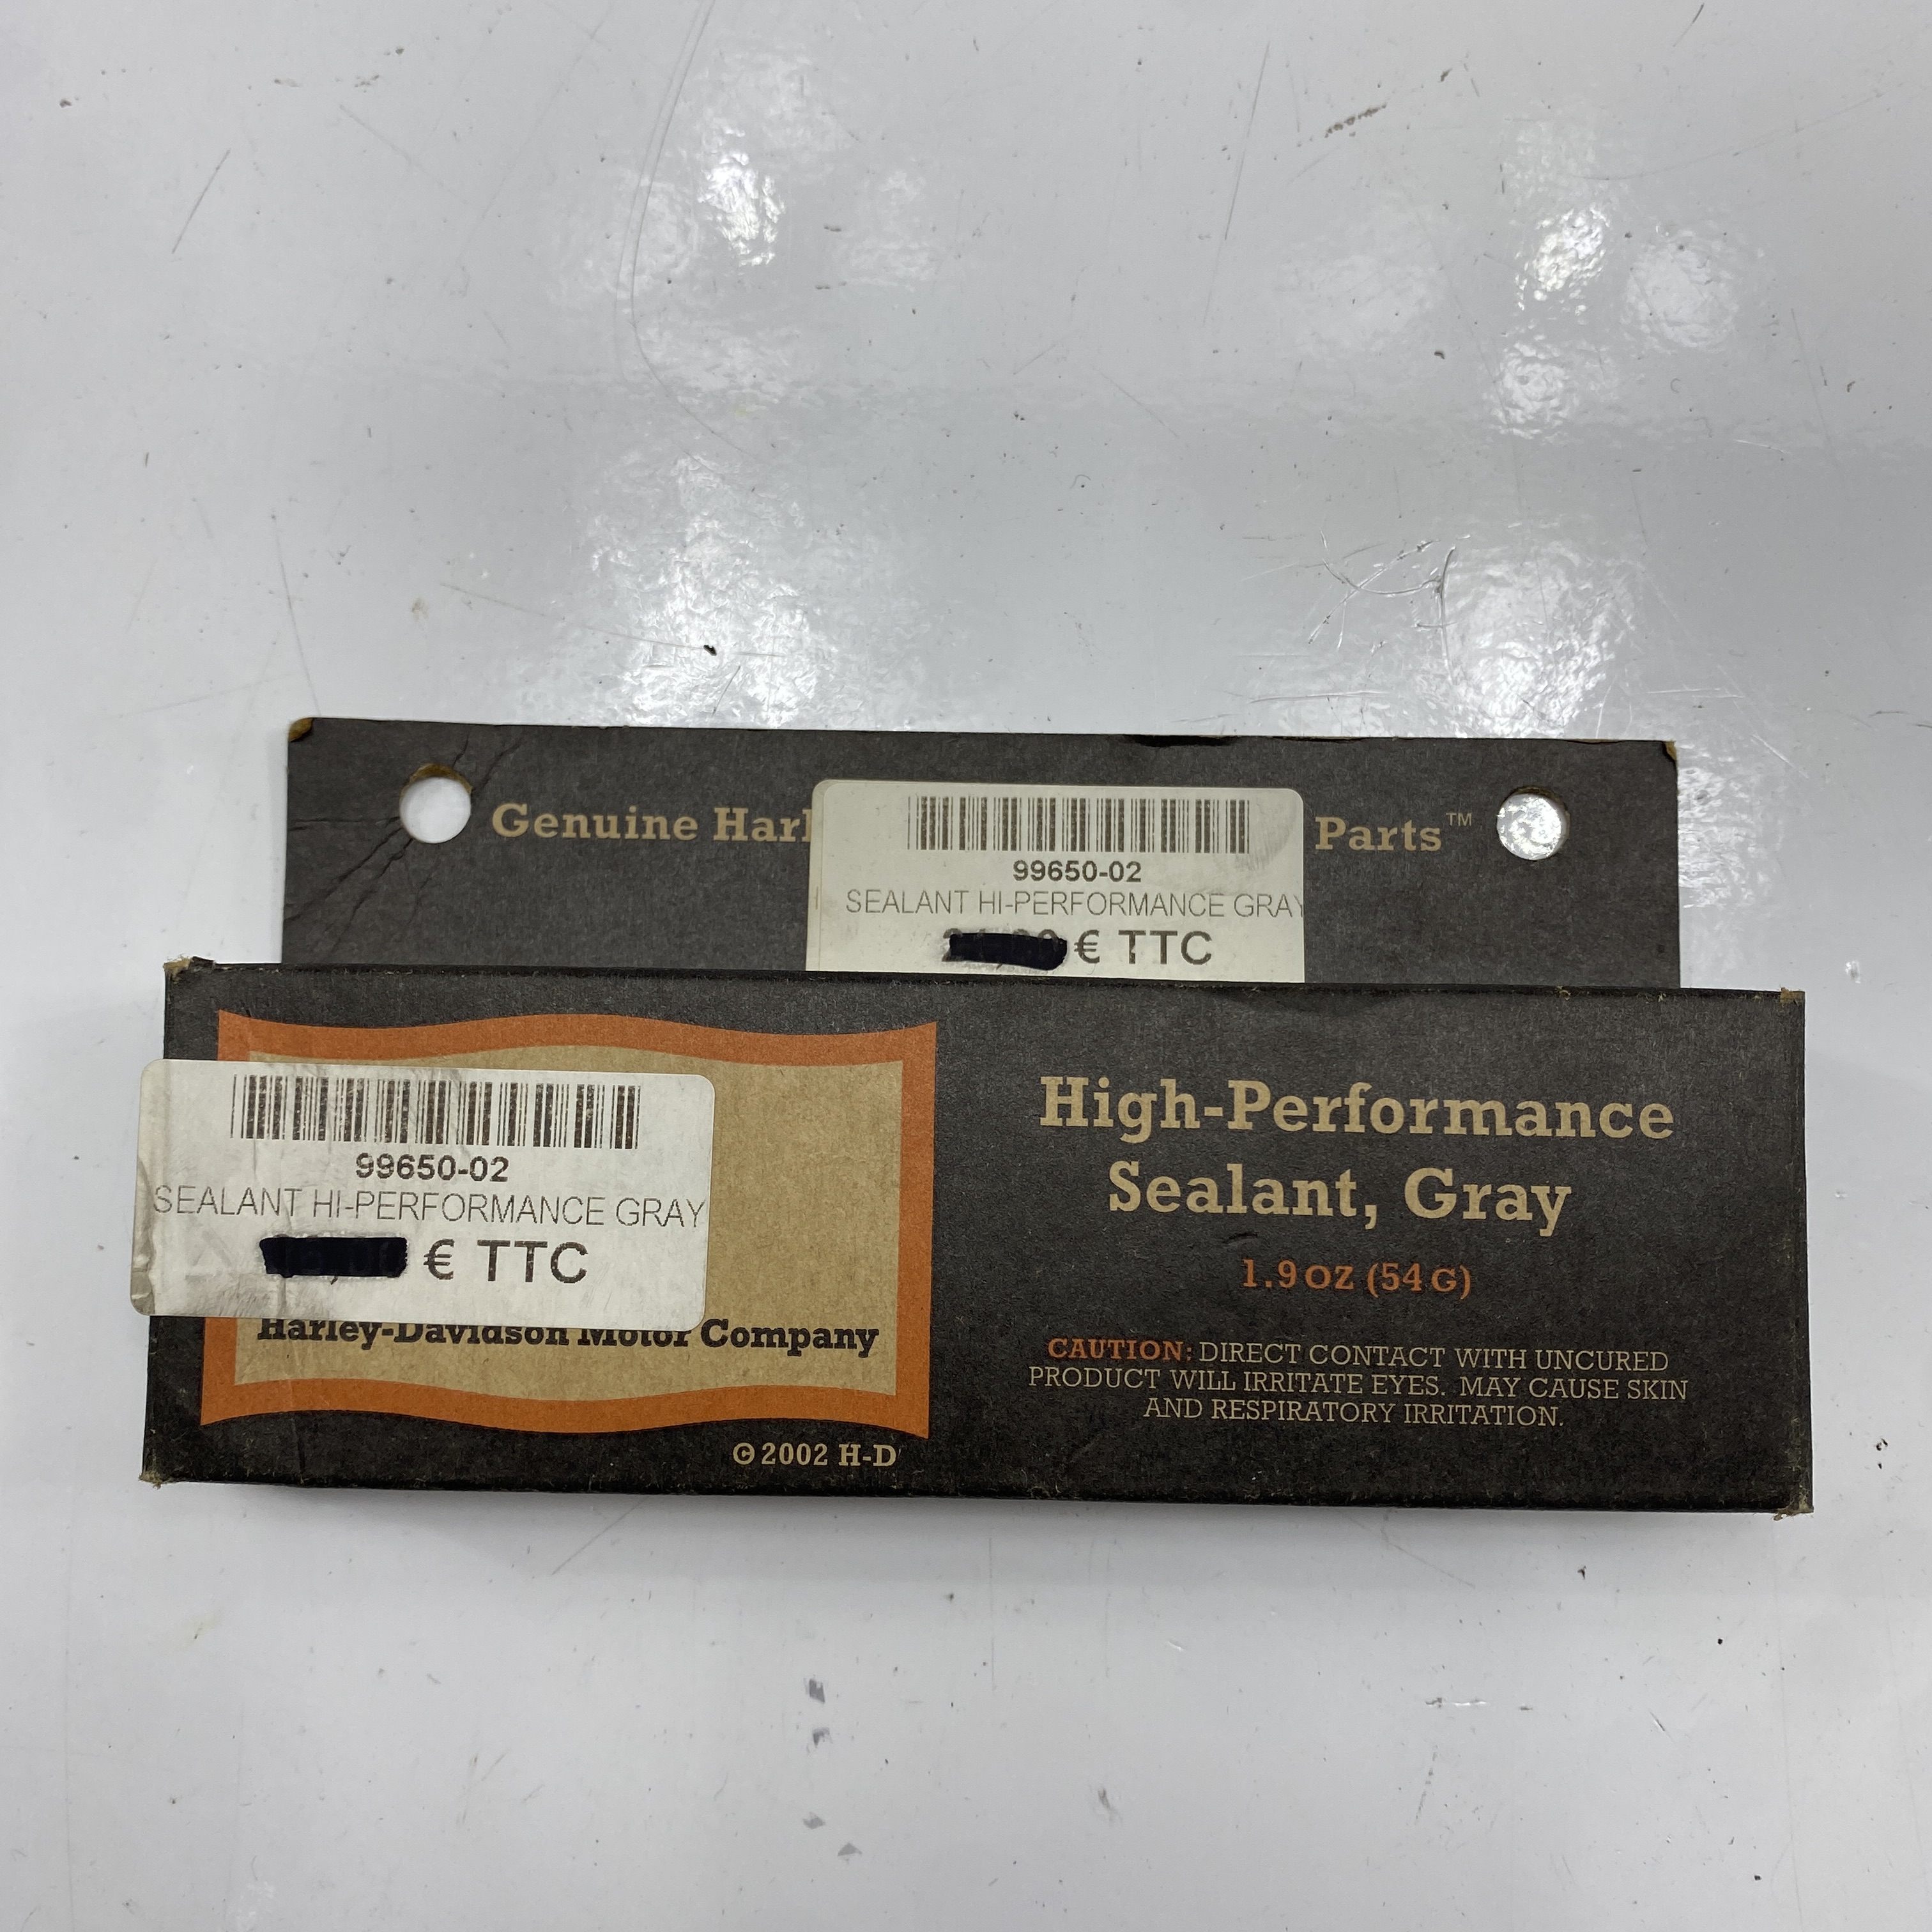 Genuine Harl
Parts™
99650-02
SEALANT HI-PERFORMANCE GRAY
€ TTC
99650-02
SEALANT HI-PERFORMANCE GRAY
€ TTC
Harley-Davidson Motor Company
© 2002 H-D
High-Performance
Sealant, Gray
1.9 OZ (54 G)
CAUTION: DIRECT CONTACT WITH UNCURED
PRODUCT WILL IRRITATE EYES. MAY CAUSE SKIN
AND RESPIRATORY IRRITATION.